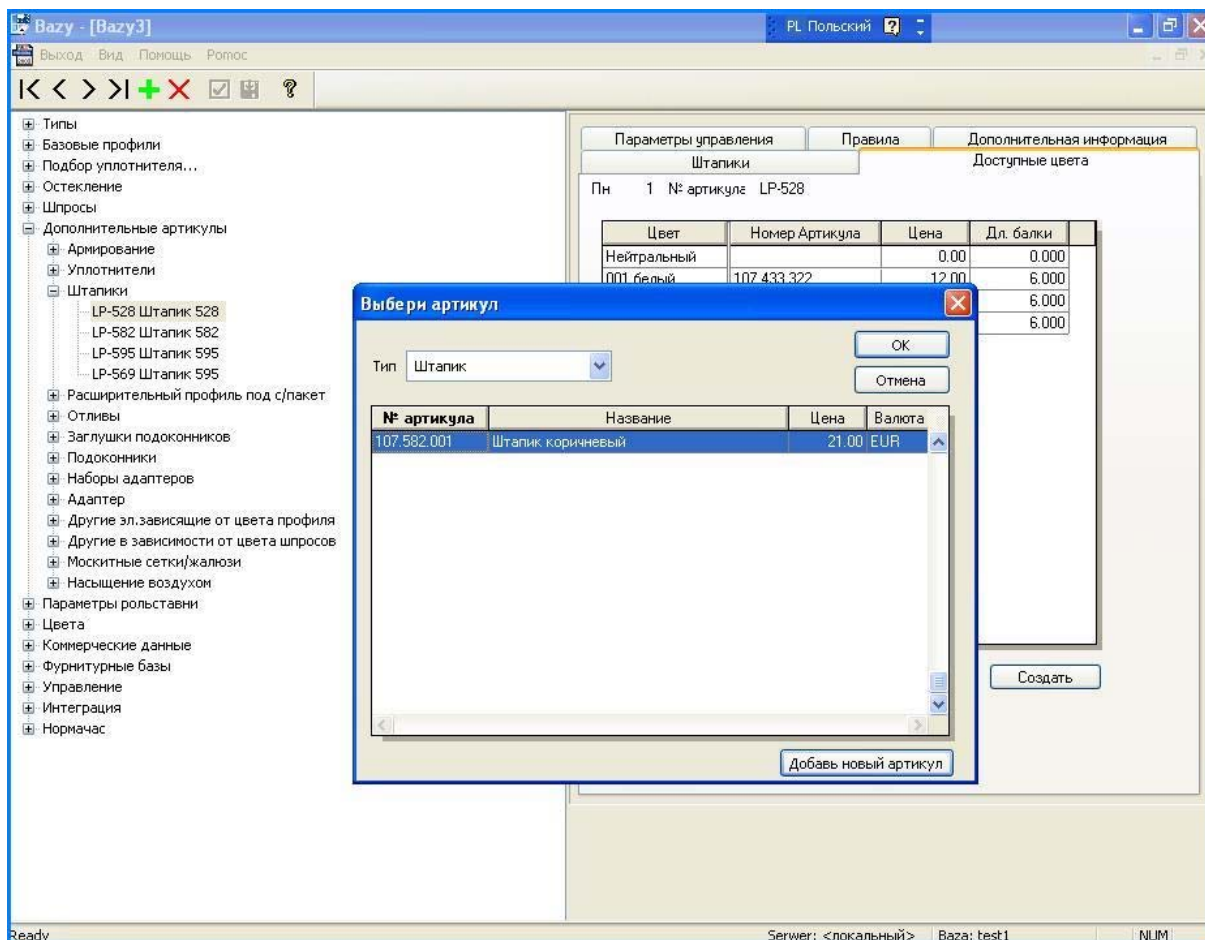 Bazy - [Bazy3]
PL Польский
Выход Вид Помощь Pomoc
Типы
Базовые профили
Подбор уплотнителя...
Остекление
Шпросы
Дополнительные артикулы
Армирование
Уплотнители
Штапики
LP-528 Штапик 528
LP-582 Штапик 582
LP-595 Штапик 595
LP-569 Штапик 595
Расширительный профиль под с/пакет
Отливы
Заглушки подоконников
Подоконники
Наборы адаптеров
Адаптер
Другие эл.зависящие от цвета профиля
Другие в зависимости от цвета шпросов
Москитные сетки/жалюзи
Насыщение воздухом
Параметры рольставни
Цвета
Коммерческие данные
Фурнитурные базы
Управление
Интеграция
Нормачас
Параметры управления Правила Дополнительная информация
Штапики Доступные цвета
Пн 1 № артикула LP-528
Цвет Номер Артикула Цена Дл. балки
Нейтральный 0.00 0.000
001 белый 107.433.322 12.00 6.000
6.000
6.000
Создать
Выбери артикул
Тип Штапик
OK
Отмена
№ артикула Название Цена Валюта
107.582.001 Штапик коричневый 21.00 EUR
Добавь новый артикул
Ready Serwer: <локальный> Baza: test1 NUM